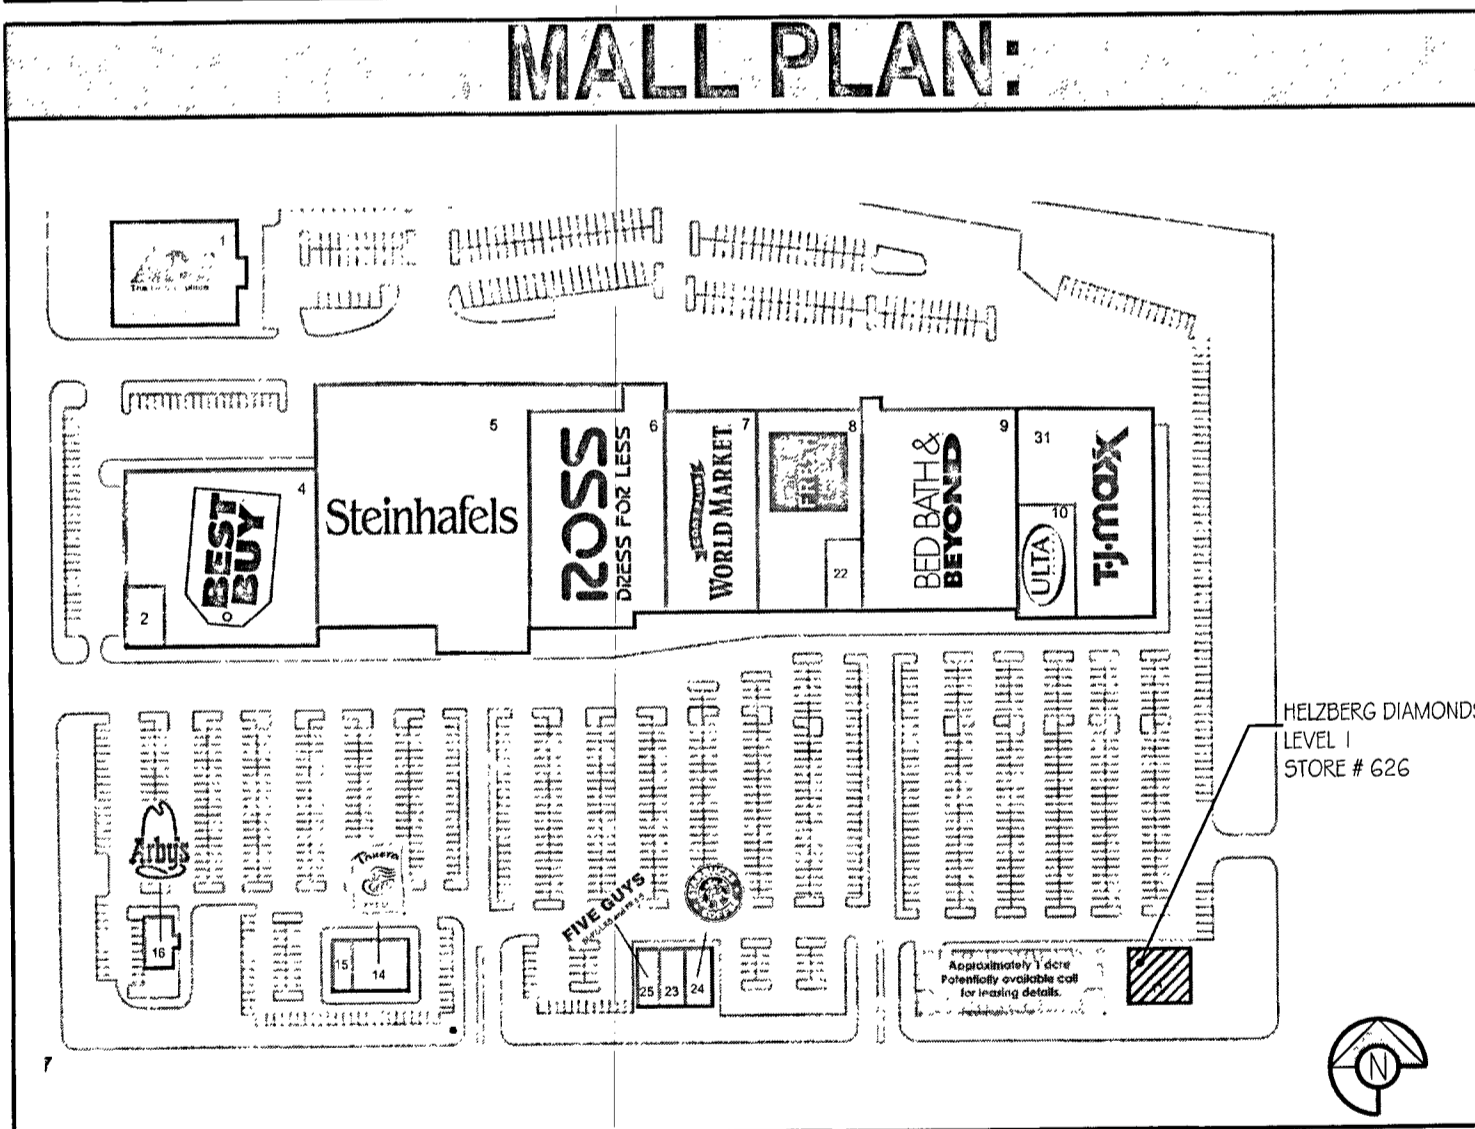 MALL PLAN:
1
4
BEST
BUY
2
5
Steinhafels
6
ROSS
DRESS FOR LESS
7
WORLD MARKET
8
22
9
BED BATH &
BEYOND
31
10
ULTA
T.J.maxx
HELZBERG DIAMONDS
LEVEL 1
STORE # 626
Arby's
16
Panera
15
14
FIVE GUYS
25
23
24
Approximately 1 acre
Potentially available call
for leasing details.
N